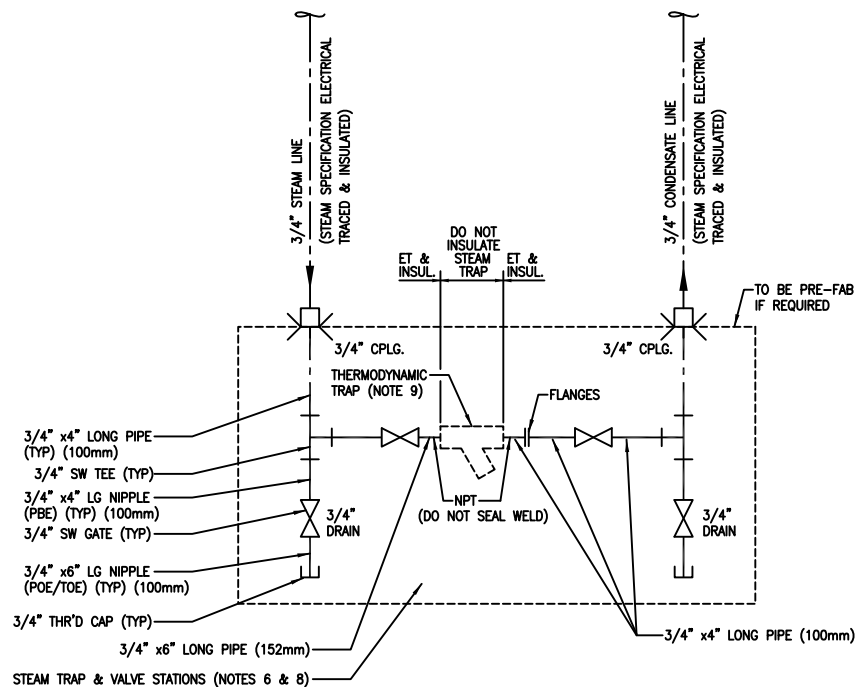 3/4" STEAM LINE
(STEAM SPECIFICATION ELECTRICAL
TRACED & INSULATED)
3/4" CONDENSATE LINE
(STEAM SPECIFICATION ELECTRICAL
TRACED & INSULATED)
DO NOT
INSULATE
STEAM
TRAP
ET &
INSUL.
ET &
INSUL.
TO BE PRE-FAB
IF REQUIRED
3/4" CPLG.
3/4" CPLG.
THERMODYNAMIC
TRAP (NOTE 9)
FLANGES
3/4" x4" LONG PIPE
(TYP) (100mm)
3/4" SW TEE (TYP)
3/4" x4" LG NIPPLE
(PBE) (TYP) (100mm)
3/4" SW GATE (TYP)
3/4" x6" LG NIPPLE
(POE/TOE) (TYP) (100mm)
3/4" THR'D CAP (TYP)
3/4"
DRAIN
NPT
(DO NOT SEAL WELD)
3/4"
DRAIN
3/4" x6" LONG PIPE (152mm)
3/4" x4" LONG PIPE (100mm)
STEAM TRAP & VALVE STATIONS (NOTES 6 & 8)